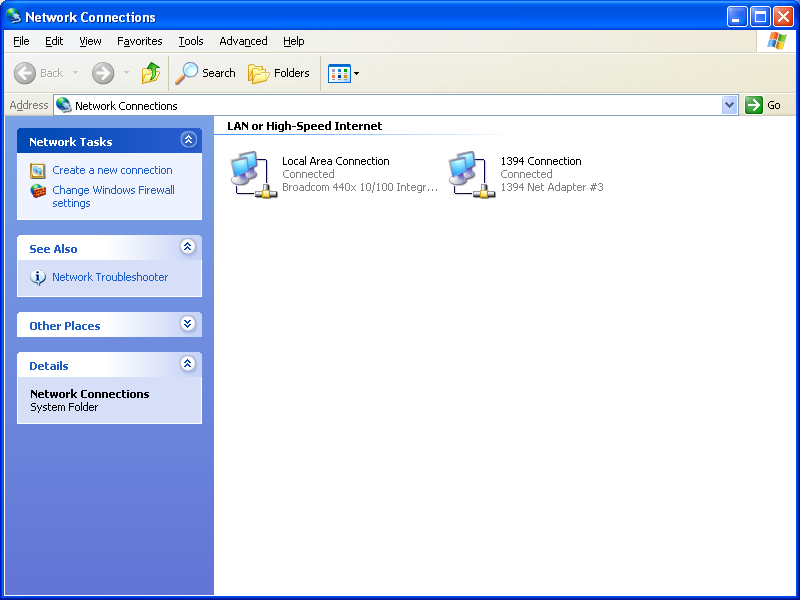 Network Connections
File Edit View Favorites Tools Advanced Help
Back Search Folders
Address Network Connections Go
Network Tasks
Create a new connection
Change Windows Firewall
settings
See Also
Network Troubleshooter
Other Places
Details
Network Connections
System Folder
LAN or High-Speed Internet
Local Area Connection
Connected
Broadcom 440x 10/100 Integr...
1394 Connection
Connected
1394 Net Adapter #3